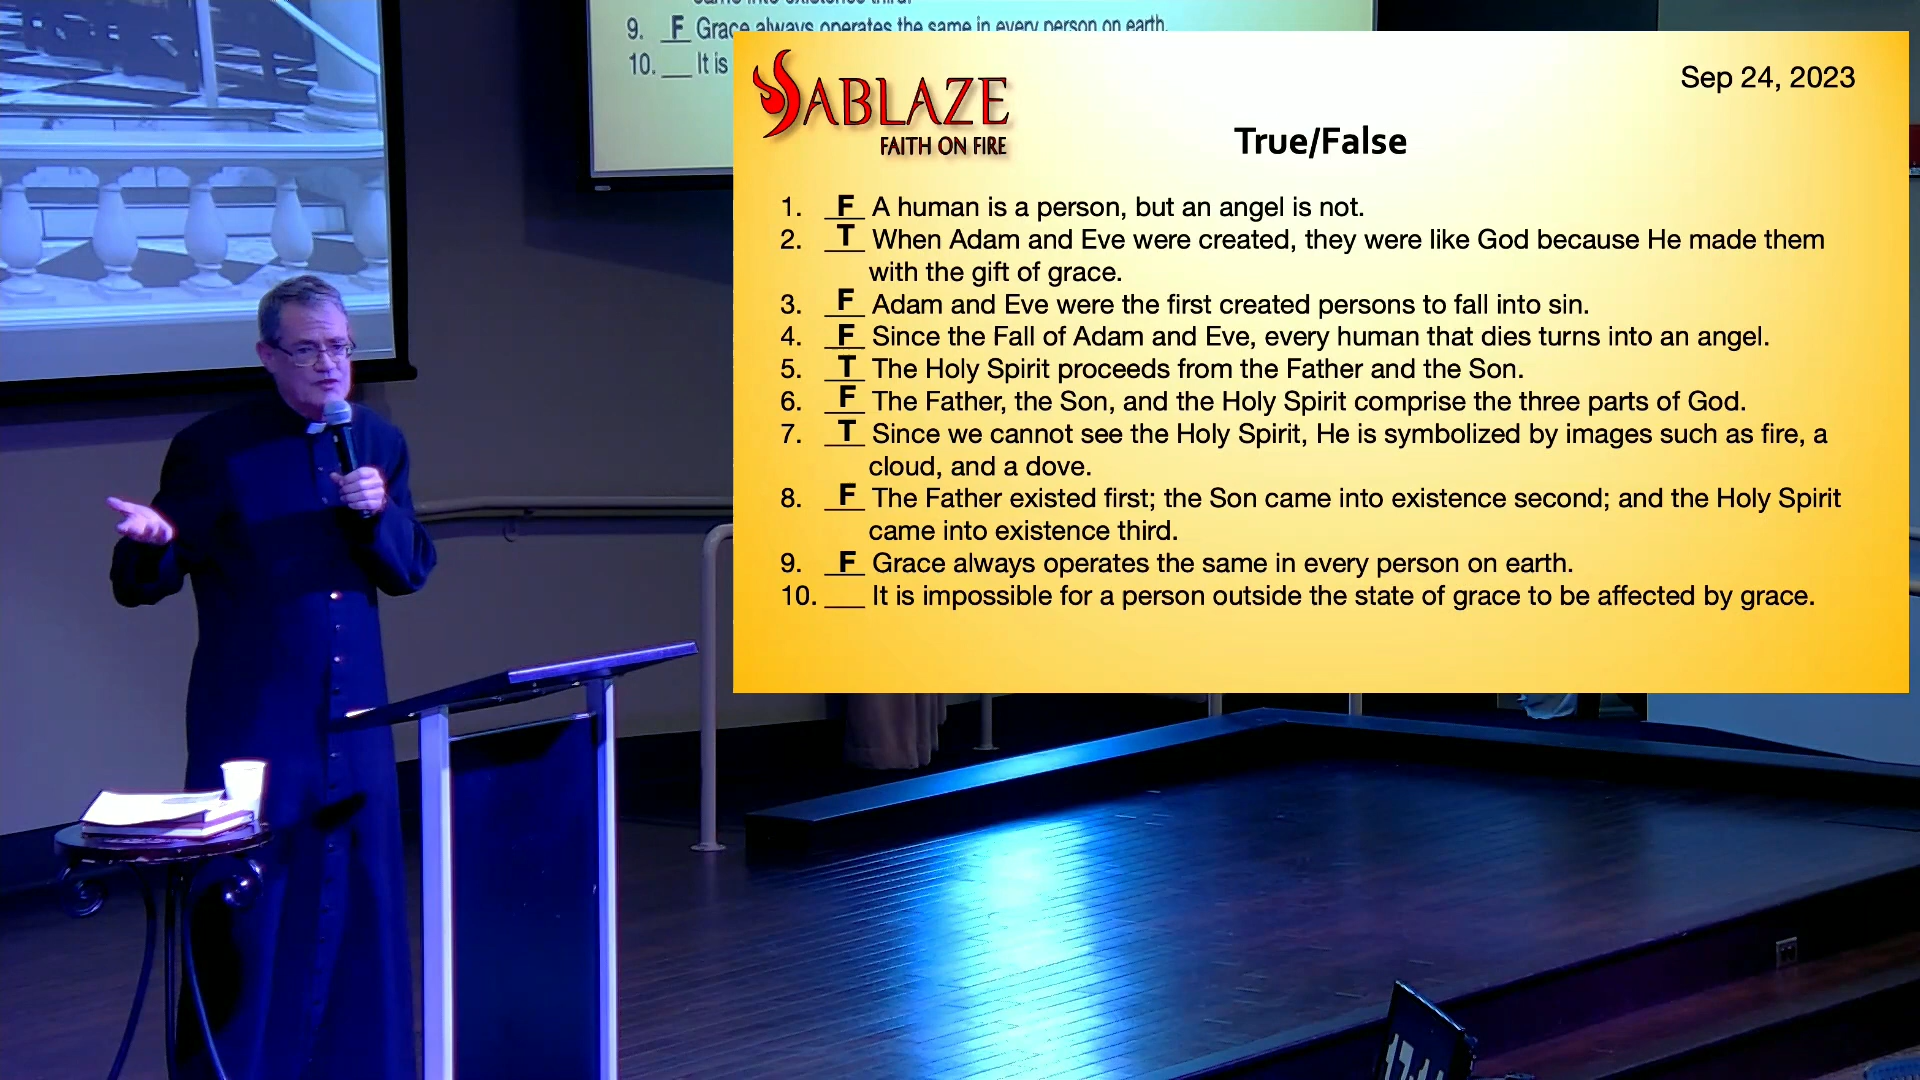 9. F Grace always operates the same in every person on earth.
10. ___ It is
ABLAZE
FAITH ON FIRE
Sep 24, 2023
True/False
1. F A human is a person, but an angel is not.
2. T When Adam and Eve were created, they were like God because He made them
with the gift of grace.
3. F Adam and Eve were the first created persons to fall into sin.
4. F Since the Fall of Adam and Eve, every human that dies turns into an angel.
5. T The Holy Spirit proceeds from the Father and the Son.
6. F The Father, the Son, and the Holy Spirit comprise the three parts of God.
7. T Since we cannot see the Holy Spirit, He is symbolized by images such as fire, a
cloud, and a dove.
8. F The Father existed first; the Son came into existence second; and the Holy Spirit
came into existence third.
9. F Grace always operates the same in every person on earth.
10. ___ It is impossible for a person outside the state of grace to be affected by grace.